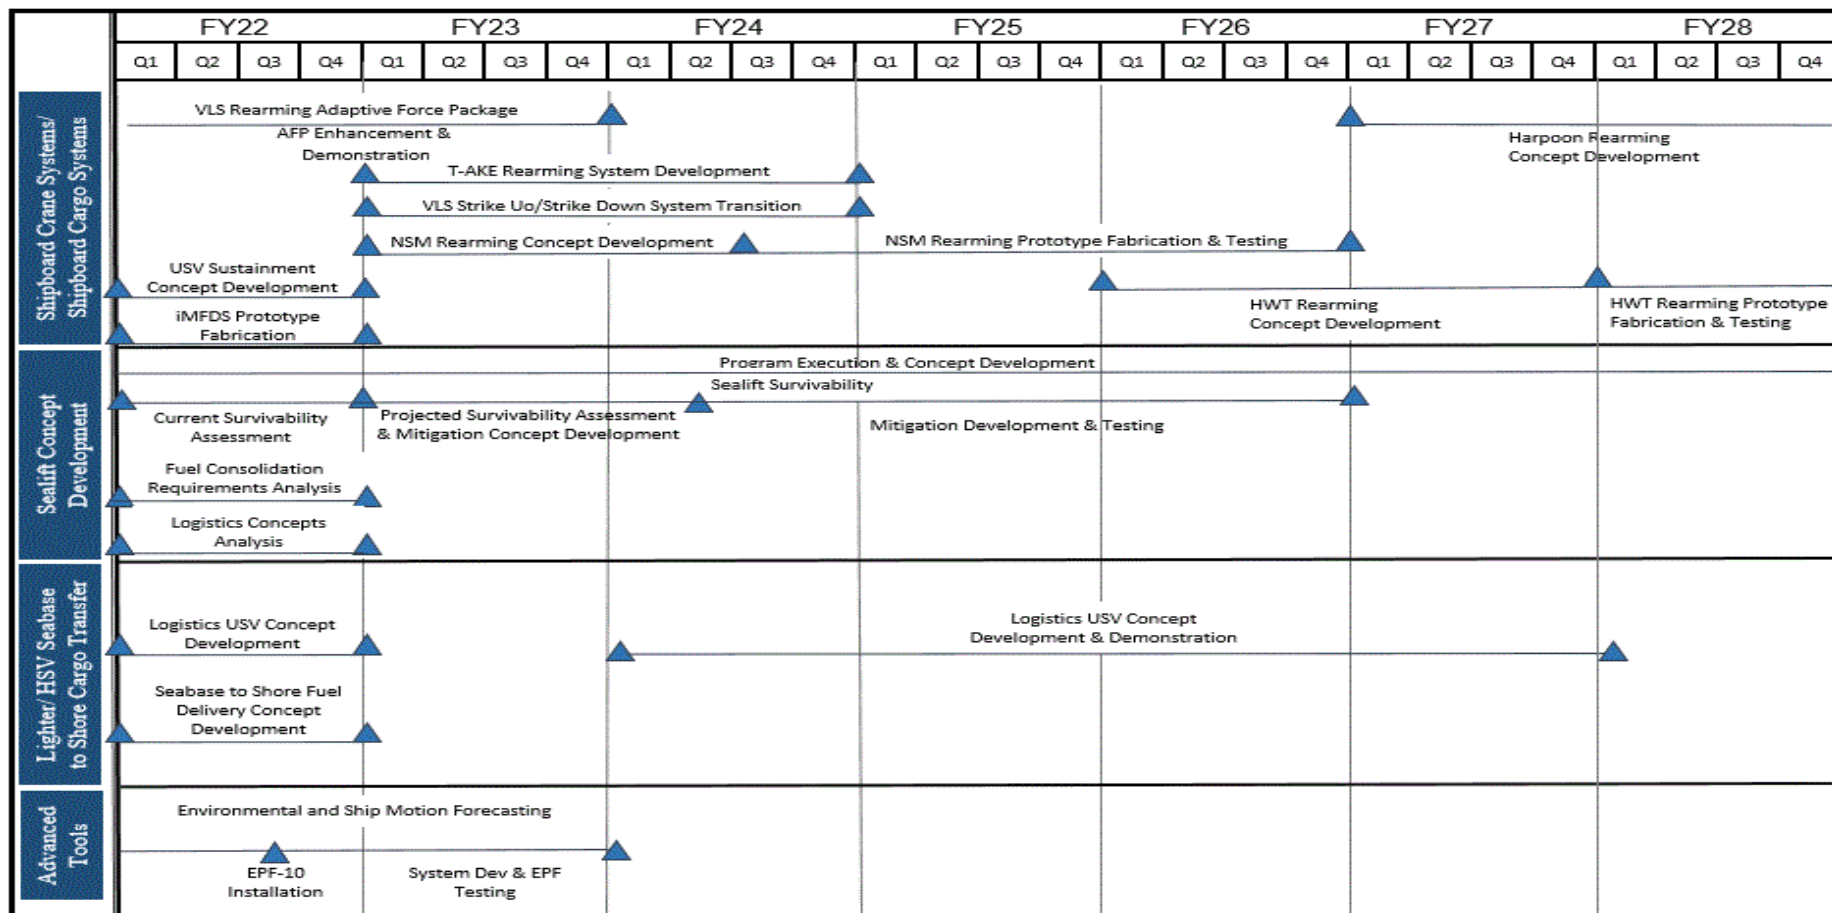 FY22 FY23 FY24 FY25 FY26 FY27 FY28
Q1 Q2 Q3 Q4 Q1 Q2 Q3 Q4 Q1 Q2 Q3 Q4 Q1 Q2 Q3 Q4 Q1 Q2 Q3 Q4 Q1 Q2 Q3 Q4 Q1 Q2 Q3 Q4
Shipboard Crane Systems/
Shipboard Cargo Systems
VLS Rearming Adaptive Force Package
AFP Enhancement &
Demonstration
Harpoon Rearming
Concept Development
T-AKE Rearming System Development
VLS Strike Uo/Strike Down System Transition
NSM Rearming Concept Development
NSM Rearming Prototype Fabrication & Testing
USV Sustainment
Concept Development
HWT Rearming
Concept Development
HWT Rearming Prototype
Fabrication & Testing
iMFDS Prototype
Fabrication
Sealift Concept
Development
Program Execution & Concept Development
Sealift Survivability
Current Survivability
Assessment
Projected Survivability Assessment
& Mitigation Concept Development
Mitigation Development & Testing
Fuel Consolidation
Requirements Analysis
Logistics Concepts
Analysis
Lighter/ HSV Seabase
to Shore Cargo Transfer
Logistics USV Concept
Development
Logistics USV Concept
Development & Demonstration
Seabase to Shore Fuel
Delivery Concept
Development
Advanced
Tools
Environmental and Ship Motion Forecasting
EPF-10
Installation
System Dev & EPF
Testing